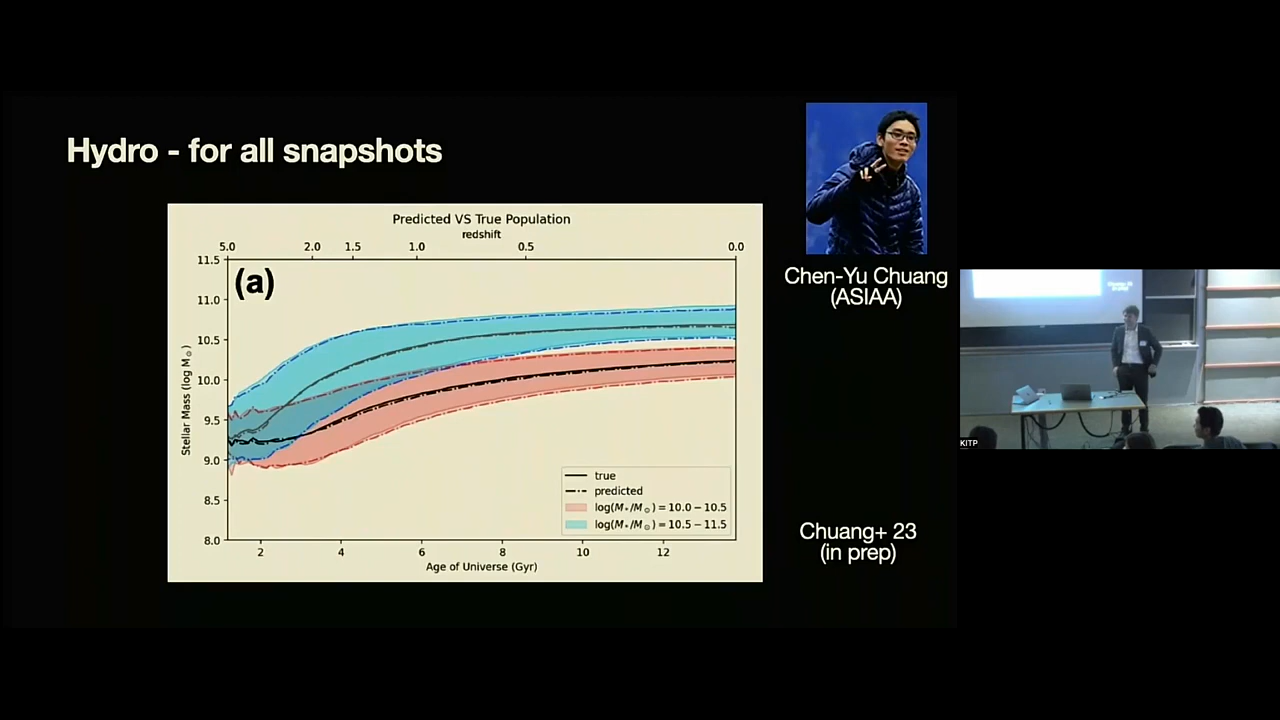 Hydro - for all snapshots
Predicted VS True Population
redshift
5.0 2.0 1.5 1.0 0.5 0.0
(a)
11.5
11.0
10.5
10.0
9.5
9.0
8.5
8.0
Stellar Mass (log M☉)
true
predicted
log(M*/M☉) = 10.0 − 10.5
log(M*/M☉) = 10.5 − 11.5
2 4 6 8 10 12
Age of Universe (Gyr)
Chen-Yu Chuang
(ASIAA)
Chuang+ 23
(in prep)
KITP